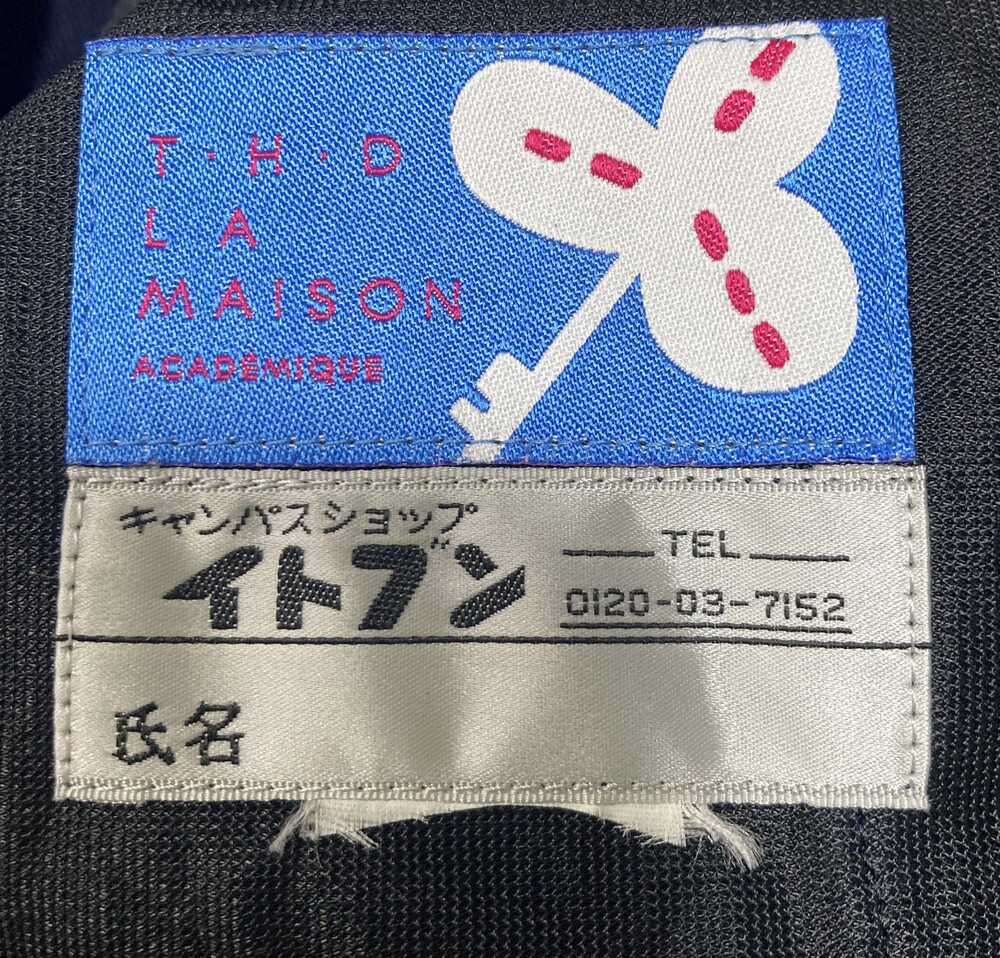 T・H・D
LA
MAISON
ACADÉMIQUE
キャンパスショップ
イトブン
TEL
0120-03-7152
氏名